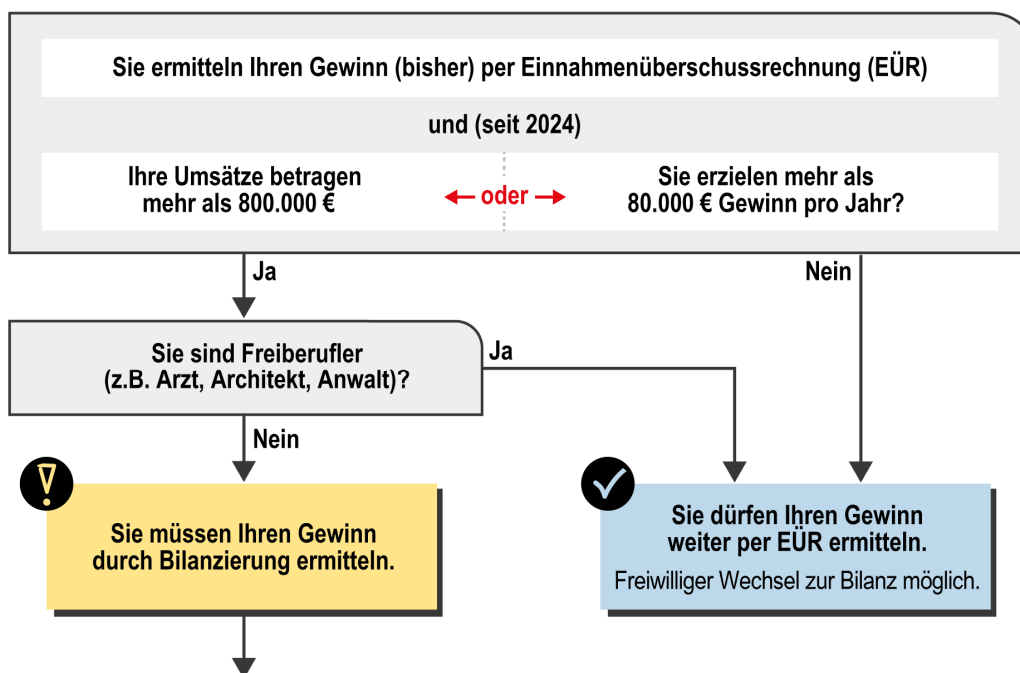 Sie ermitteln Ihren Gewinn (bisher) per Einnahmenüberschussrechnung (EÜR)
und (seit 2024)
Ihre Umsätze betragen
mehr als 800.000 €
oder
Sie erzielen mehr als
80.000 € Gewinn pro Jahr?
Ja
Nein
Sie sind Freiberufler
(z.B. Arzt, Architekt, Anwalt)?
Ja
Nein
Sie müssen Ihren Gewinn
durch Bilanzierung ermitteln.
Sie dürfen Ihren Gewinn
weiter per EÜR ermitteln.
Freiwilliger Wechsel zur Bilanz möglich.